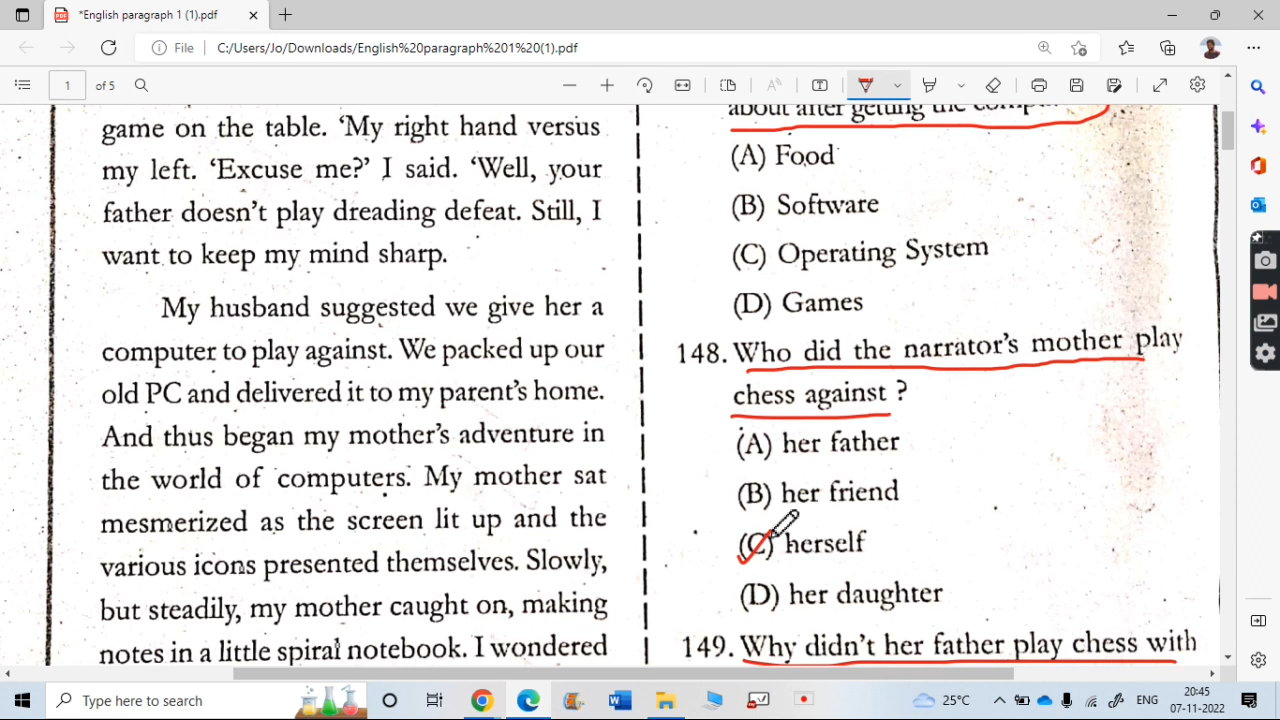 *English paragraph 1 (1).pdf
File
C:/Users/Jo/Downloads/English%20paragraph%201%20(1).pdf
1 of 5
game on the table. ‘My right hand versus
my left. ‘Excuse me?’ I said. ‘Well, your
father doesn’t play dreading defeat. Still, I
want to keep my mind sharp.
My husband suggested we give her a
computer to play against. We packed up our
old PC and delivered it to my parent’s home.
And thus began my mother’s adventure in
the world of computers. My mother sat
mesmerized as the screen lit up and the
various icons presented themselves. Slowly,
but steadily, my mother caught on, making
notes in a little spiral notebook. I wondered
about after getting the
(A) Food
(B) Software
(C) Operating System
(D) Games
148. Who did the narrator’s mother play
chess against ?
(A) her father
(B) her friend
(C) herself
(D) her daughter
149. Why didn’t her father play chess with
Type here to search
25°C
ENG
20:45
07-11-2022